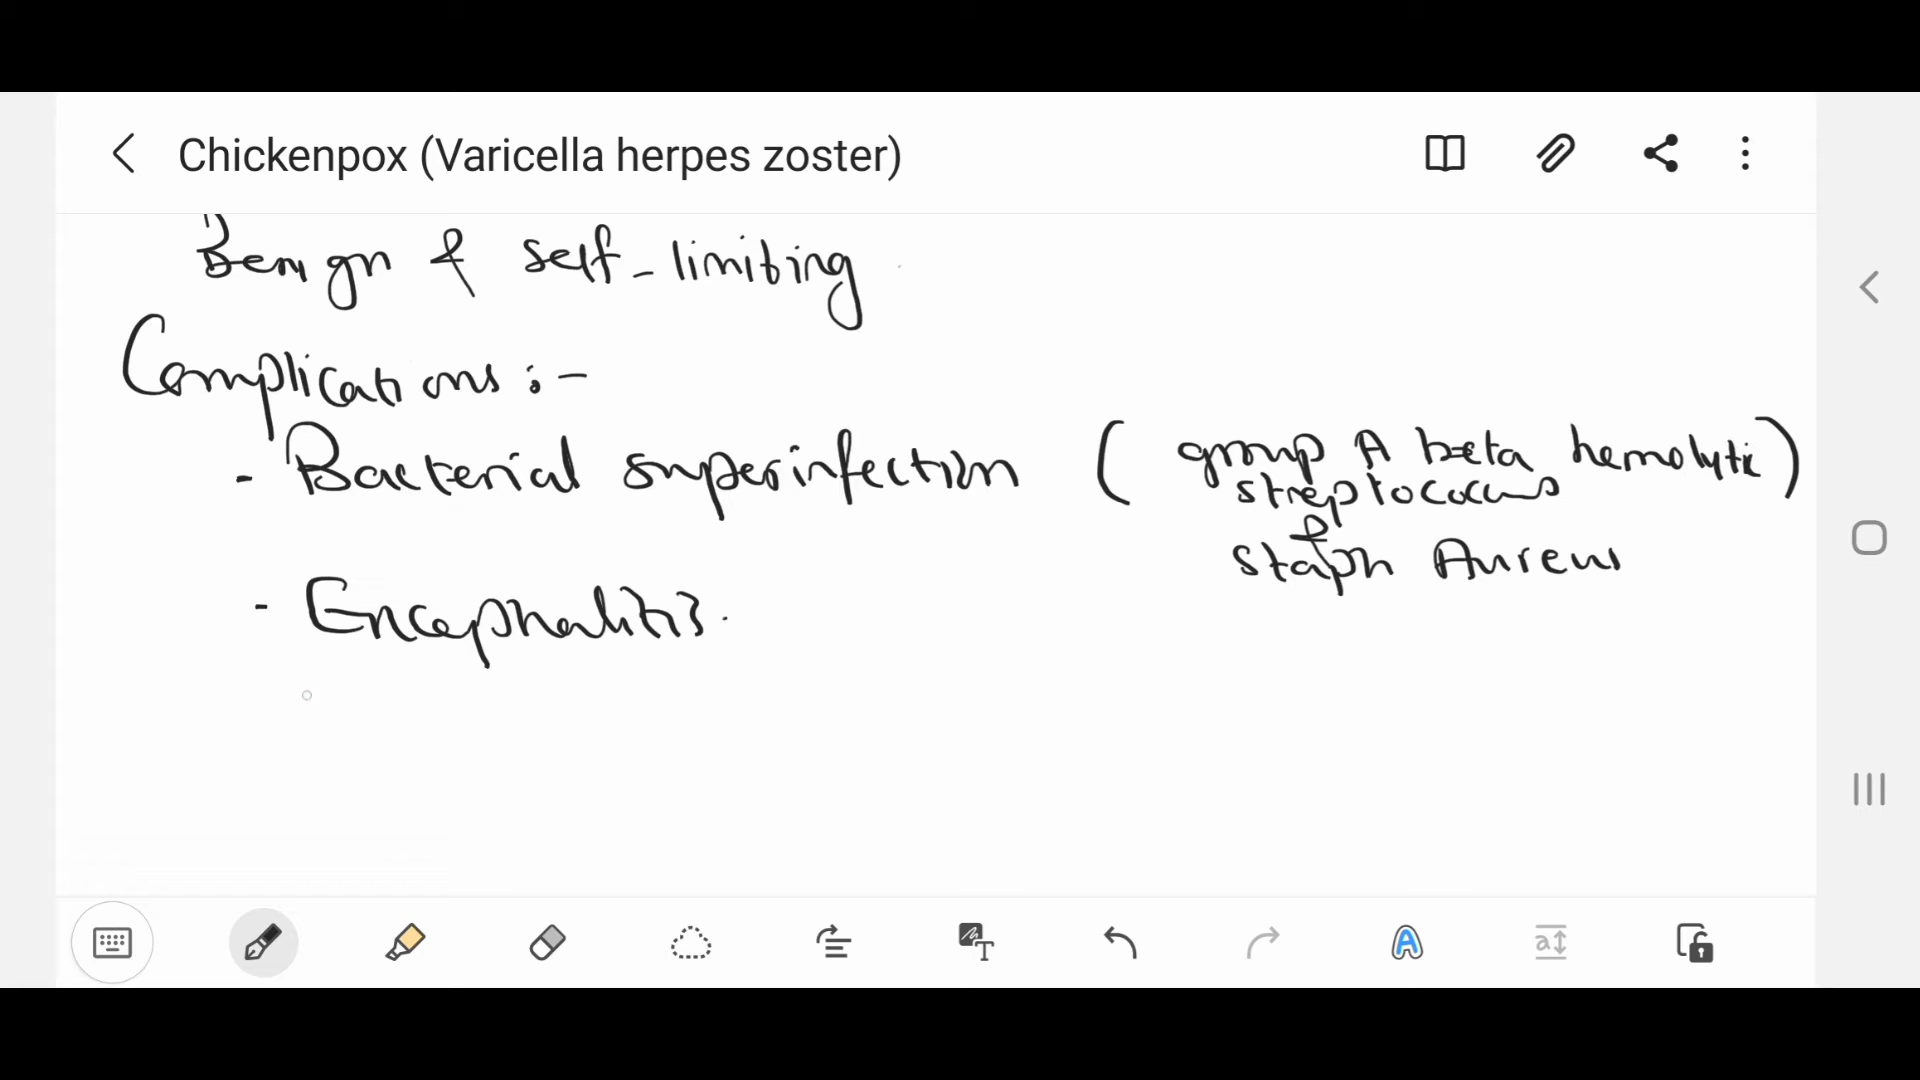 Chickenpox (Varicella herpes zoster)
Benign & self-limiting
Complications :-
- Bacterial superinfection ( group A beta hemolytic )
streptococcus
&
staph Aureus
- Encephalitis.